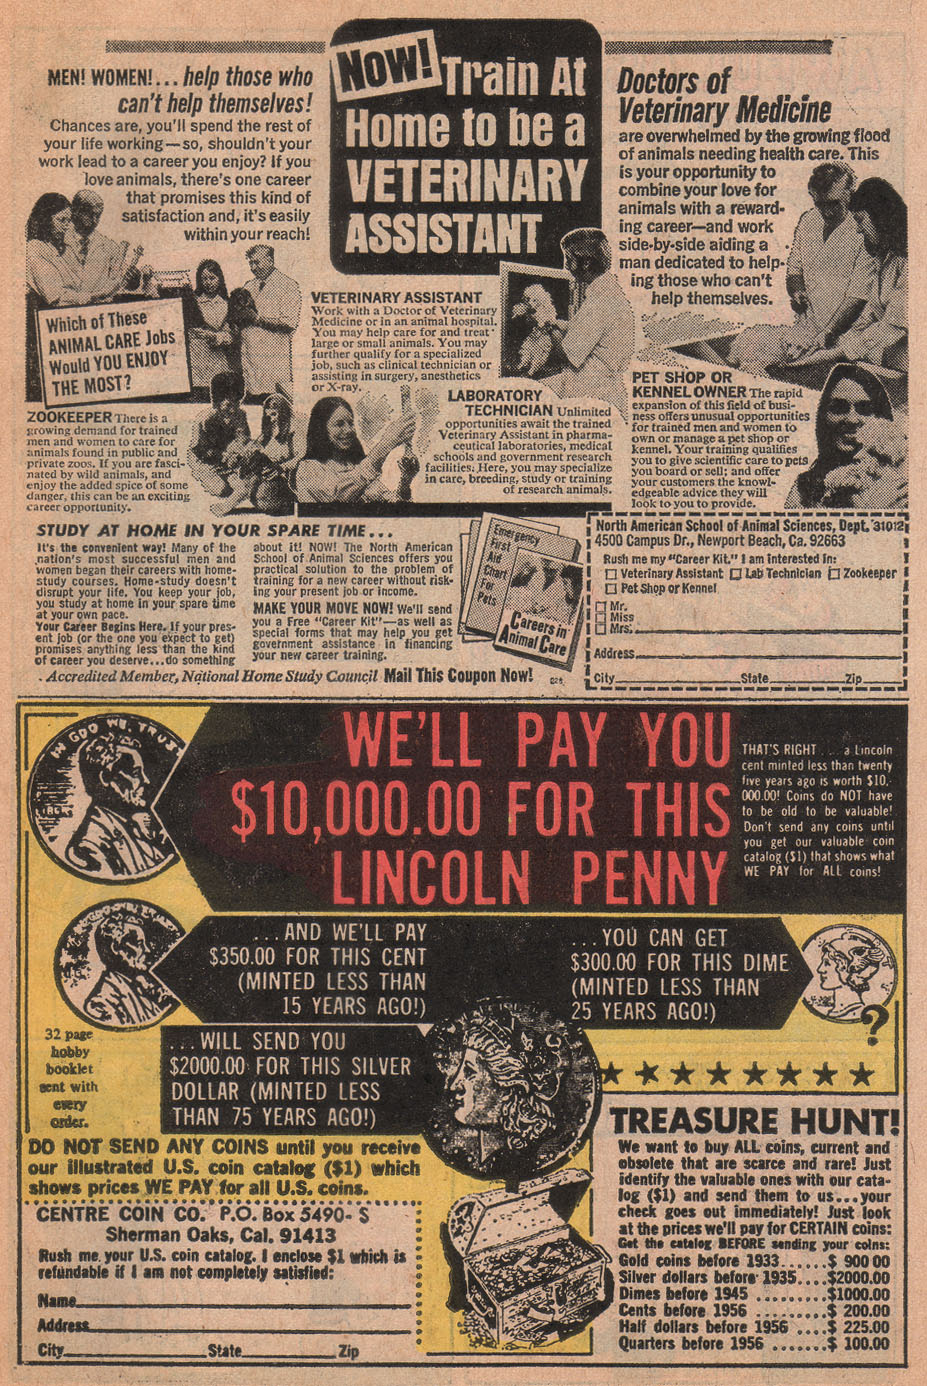 MEN! WOMEN!... help those who
can't help themselves!
Chances are, you'll spend the rest of
your life working—so, shouldn't your
work lead to a career you enjoy? If you
love animals, there's one career
that promises this kind of
satisfaction and, it's easily
within your reach!
NOW! Train At
Home to be a
VETERINARY
ASSISTANT
Doctors of
Veterinary Medicine
are overwhelmed by the growing flood
of animals needing health care. This
is your opportunity to
combine your love for
animals with a reward-
ing career—and work
side-by-side aiding a
man dedicated to help-
ing those who can't
help themselves.
Which of These
ANIMAL CARE Jobs
Would YOU ENJOY
THE MOST?
VETERINARY ASSISTANT
Work with a Doctor of Veterinary
Medicine or in an animal hospital.
You may help care for and treat
large or small animals. You may
further qualify for a specialized
job, such as clinical technician or
assisting in surgery, anesthetics
or X-ray.
ZOOKEEPER There is a
growing demand for trained
men and women to care for
animals found in public and
private zoos. If you are fasci-
nated by wild animals, and
enjoy the added spice of some
danger, this can be an exciting
career opportunity.
LABORATORY
TECHNICIAN Unlimited
opportunities await the trained
Veterinary Assistant in pharma-
ceutical laboratories, medical
schools and government research
facilities. Here, you may specialize
in care, breeding, study or training
of research animals.
PET SHOP OR
KENNEL OWNER The rapid
expansion of this field of busi-
ness offers unusual opportunities
for trained men and women to
own or manage a pet shop or
kennel. Your training qualifies
you to give scientific care to pets
you board or sell; and offer
your customers the knowl-
edgeable advice they will
look to you to provide.
STUDY AT HOME IN YOUR SPARE TIME...
It's the convenient way! Many of the
nation's most successful men and
women began their careers with home-
study courses. Home-study doesn't
disrupt your life. You keep your job,
you study at home in your spare time
at your own pace.
Your Career Begins Here. If your pres-
ent job (or the one you expect to get)
promises anything less than the kind
of career you deserve...do something
about it! NOW! The North American
School of Animal Sciences offers you
practical solution to the problem of
training for a new career without risk-
ing your present job or income.
MAKE YOUR MOVE NOW! We'll send
you a Free "Career Kit"—as well as
special forms that may help you get
government assistance in financing
your new career training.
Accredited Member, National Home Study Council Mail This Coupon Now!
Emergency
First
Aid
Chart
For
Pets
Careers in
Animal Care
North American School of Animal Sciences, Dept. 31012
4500 Campus Dr., Newport Beach, Ca. 92663
Rush me my "Career Kit." I am interested in:
Veterinary Assistant Lab Technician Zookeeper
Pet Shop or Kennel
Mr.
Miss
Mrs.
Address
City State Zip
IN GOD WE TRUST
WE'LL PAY YOU
$10,000.00 FOR THIS
LINCOLN PENNY
THAT'S RIGHT ... a Lincoln
cent minted less than twenty
five years ago is worth $10,-
000.00! Coins do NOT have
to be old to be valuable!
Don't send any coins until
you get our valuable coin
catalog ($1) that shows what
WE PAY for ALL coins!
...AND WE'LL PAY
$350.00 FOR THIS CENT
(MINTED LESS THAN
15 YEARS AGO!)
...YOU CAN GET
$300.00 FOR THIS DIME
(MINTED LESS THAN
25 YEARS AGO!)
?
32 page
hobby
booklet
sent with
every
order.
...WILL SEND YOU
$2000.00 FOR THIS SILVER
DOLLAR (MINTED LESS
THAN 75 YEARS AGO!)
DO NOT SEND ANY COINS until you receive
our illustrated U.S. coin catalog ($1) which
shows prices WE PAY for all U.S. coins.
CENTRE COIN CO. P.O. Box 5490- S
Sherman Oaks, Cal. 91413
Rush me your U.S. coin catalog. I enclose $1 which is
refundable if I am not completely satisfied:
Name
Address
City State Zip
TREASURE HUNT!
We want to buy ALL coins, current and
obsolete that are scarce and rare! Just
identify the valuable ones with our cata-
log ($1) and send them to us...your
check goes out immediately! Just look
at the prices we'll pay for CERTAIN coins:
Get the catalog BEFORE sending your coins:
Gold coins before 1933......$ 900 00
Silver dollars before 1935....$2000.00
Dimes before 1945 .........$1000.00
Cents before 1956 ........$ 200.00
Half dollars before 1956 ....$ 225.00
Quarters before 1956 .......$ 100.00